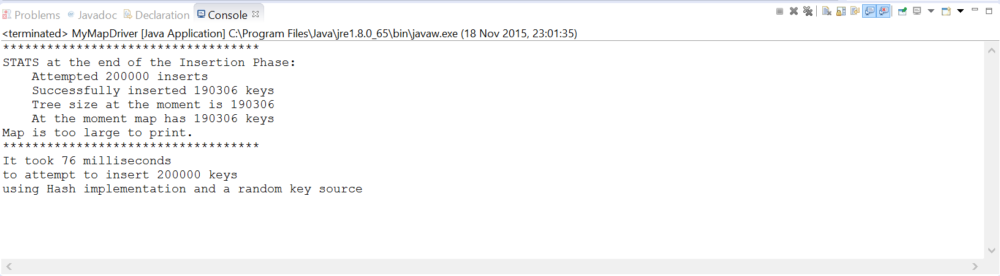 Problems @ Javadoc Declaration Console
<terminated> MyMapDriver [Java Application] C:\Program Files\Java\jre1.8.0_65\bin\javaw.exe (18 Nov 2015, 23:01:35)
***********************************
STATS at the end of the Insertion Phase:
    Attempted 200000 inserts
    Successfully inserted 190306 keys
    Tree size at the moment is 190306
    At the moment map has 190306 keys
Map is too large to print.
***********************************
It took 76 milliseconds
to attempt to insert 200000 keys
using Hash implementation and a random key source